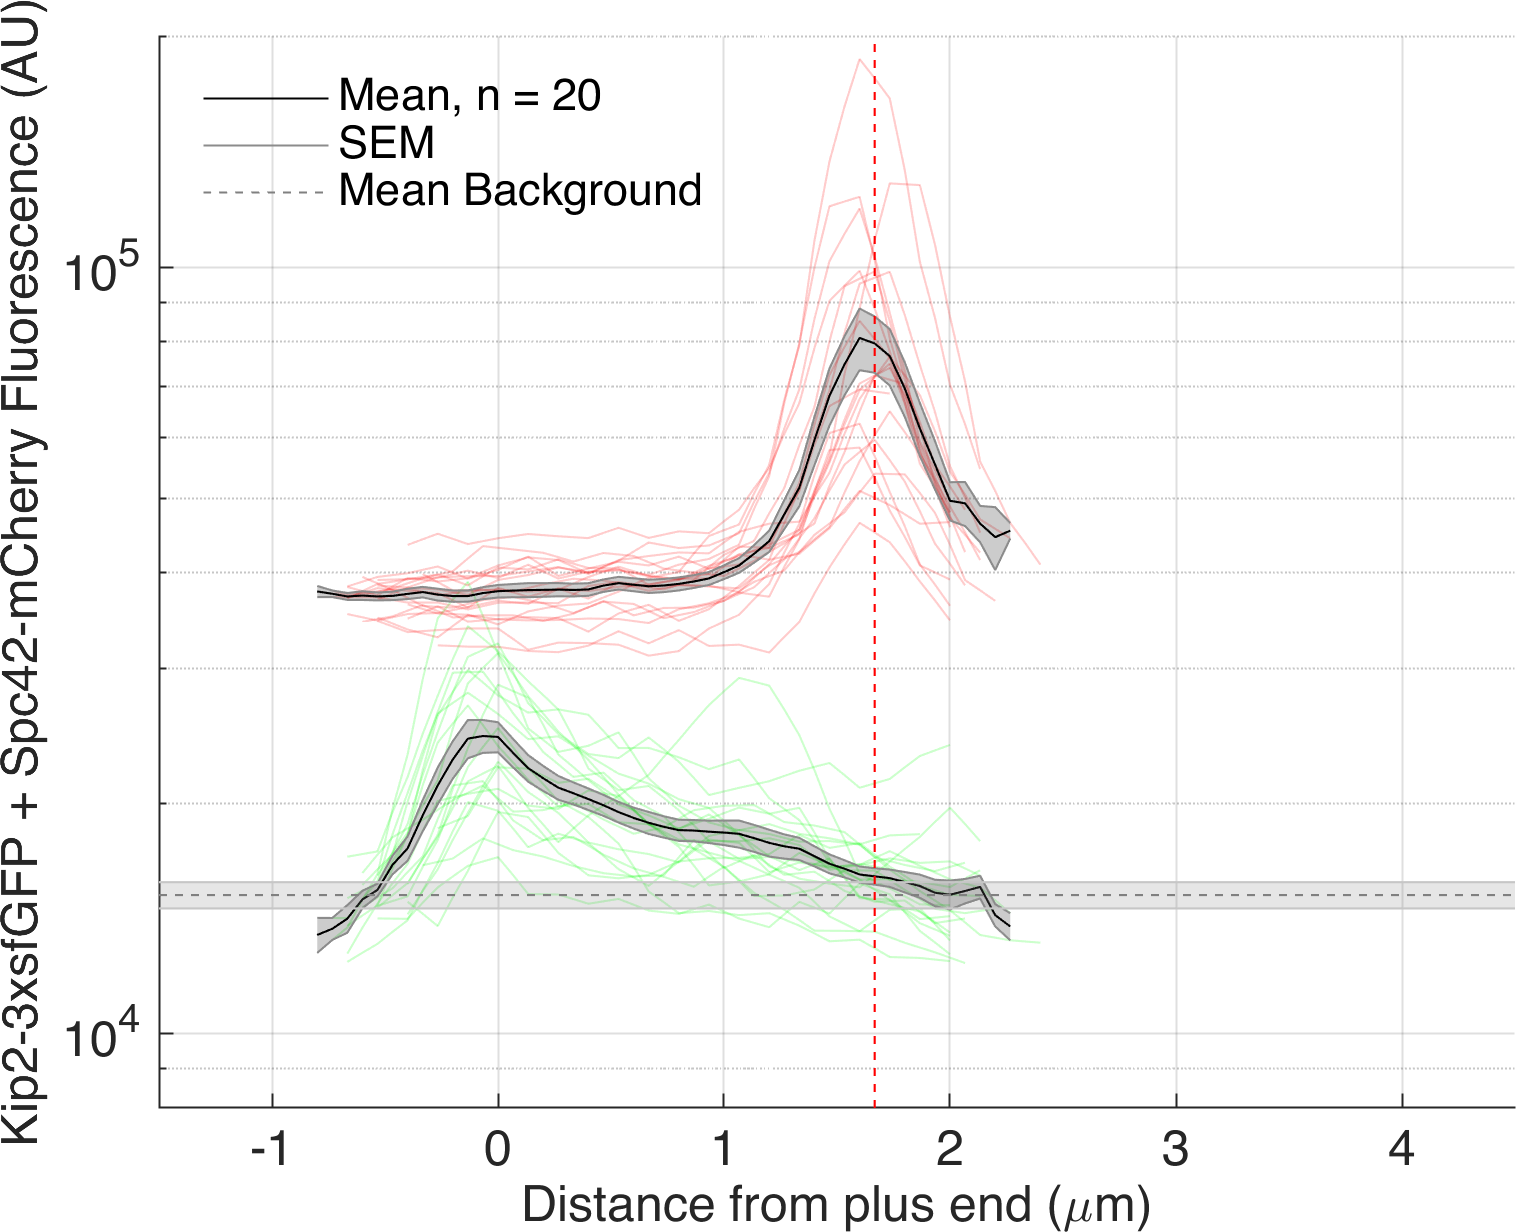 Kip2-3xsfGFP + Spc42-mCherry Fluorescence (AU)
Mean, n = 20
SEM
Mean Background
10^5
10^4
-1 0 1 2 3 4
Distance from plus end (μm)